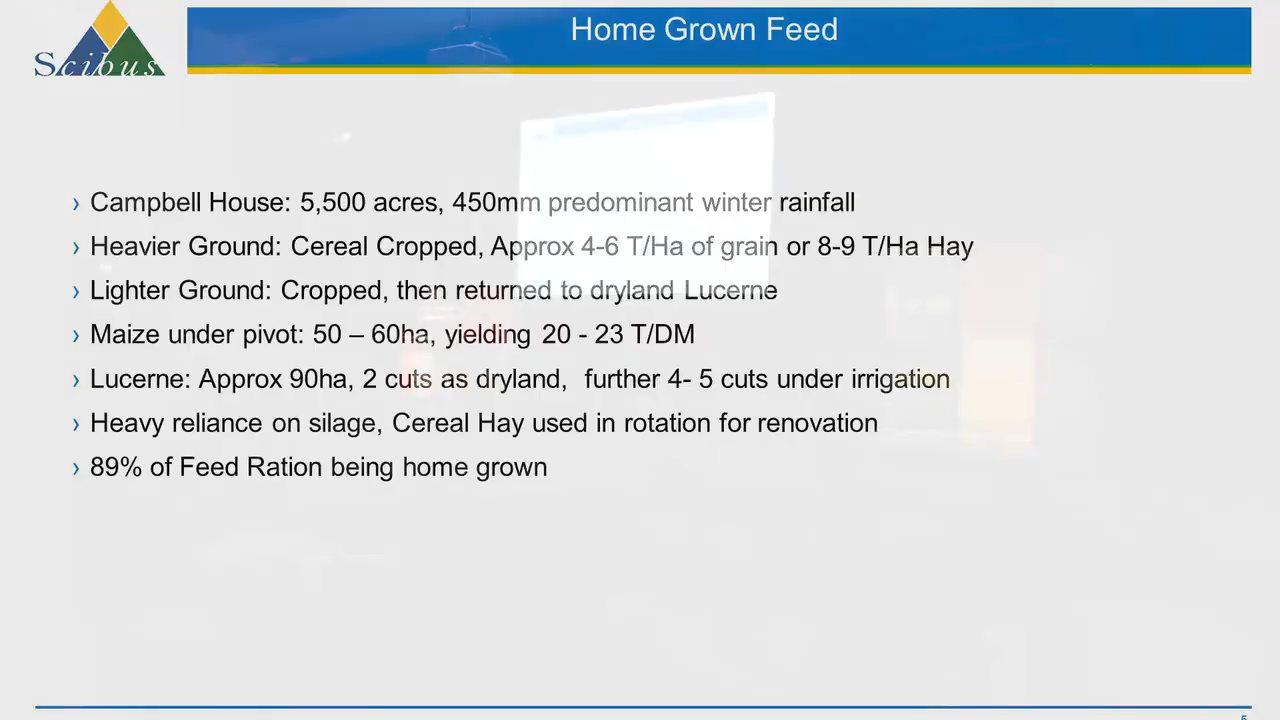 Scibus
Home Grown Feed
› Campbell House: 5,500 acres, 450mm predominant winter rainfall
› Heavier Ground: Cereal Cropped, Approx 4-6 T/Ha of grain or 8-9 T/Ha Hay
› Lighter Ground: Cropped, then returned to dryland Lucerne
› Maize under pivot: 50 – 60ha, yielding 20 - 23 T/DM
› Lucerne: Approx 90ha, 2 cuts as dryland, further 4- 5 cuts under irrigation
› Heavy reliance on silage, Cereal Hay used in rotation for renovation
› 89% of Feed Ration being home grown